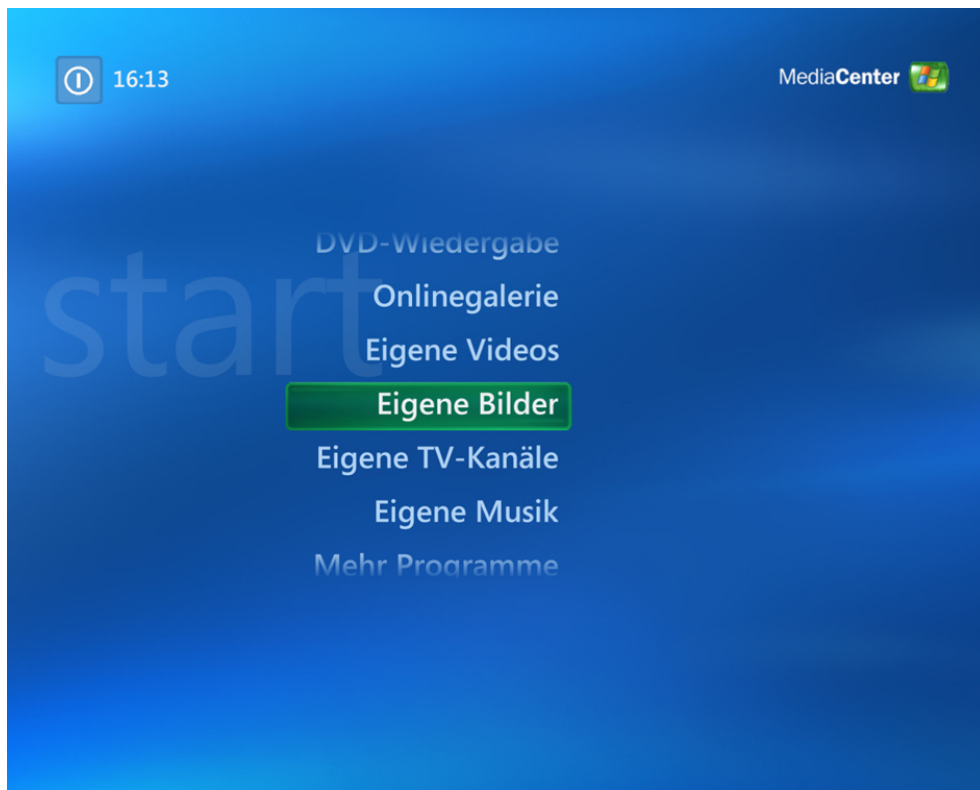 16:13
MediaCenter
start
DVD-Wiedergabe
Onlinegalerie
Eigene Videos
Eigene Bilder
Eigene TV-Kanäle
Eigene Musik
Mehr Programme